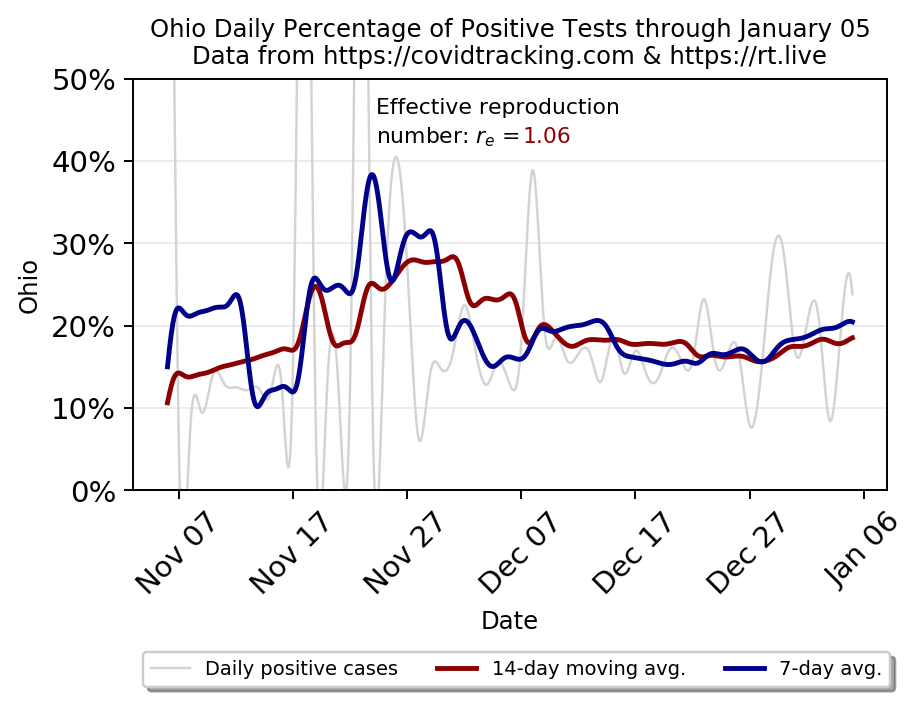 Ohio Daily Percentage of Positive Tests through January 05
Data from https://covidtracking.com & https://rt.live
50%
40%
30%
20%
10%
0%
Ohio
Effective reproduction
number: rₑ =1.06
Nov 07
Nov 17
Nov 27
Dec 07
Dec 17
Dec 27
Jan 06
Date
Daily positive cases
14-day moving avg.
7-day avg.